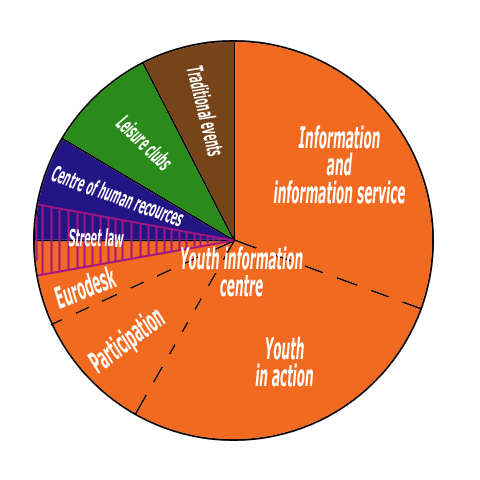 Traditional events
Leisure clubs
Centre of human recources
Street law
Eurodesk
Participation
Information
and
information service
Youth information
centre
Youth
in action